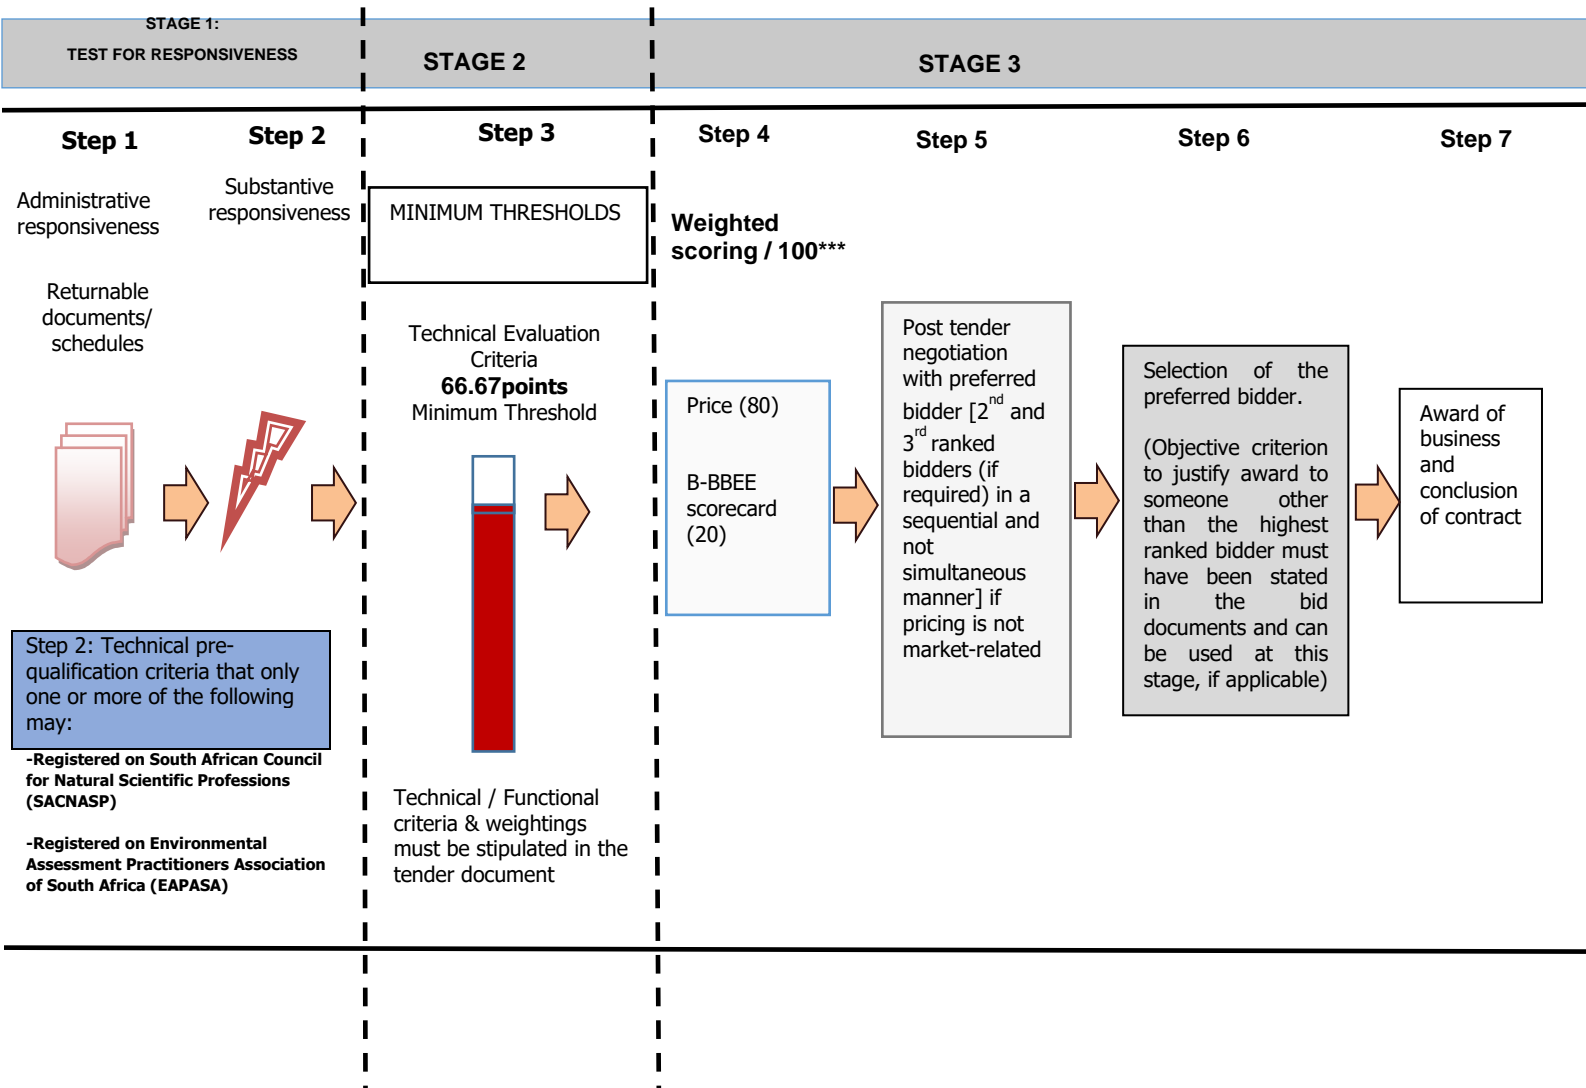 STAGE 1:
TEST FOR RESPONSIVENESS
STAGE 2
STAGE 3
Step 1
Step 2
Step 3
Step 4
Step 5
Step 6
Step 7
Administrative
responsiveness
Returnable
documents/
schedules
Substantive
responsiveness
Step 2: Technical pre-
qualification criteria that only
one or more of the following
may:
-Registered on South African Council
for Natural Scientific Professions
(SACNASP)
-Registered on Environmental
Assessment Practitioners Association
of South Africa (EAPASA)
MINIMUM THRESHOLDS
Technical Evaluation
Criteria
66.67points
Minimum Threshold
Technical / Functional
criteria & weightings
must be stipulated in the
tender document
Weighted
scoring / 100***
Price (80)
B-BBEE
scorecard
(20)
Post tender
negotiation
with preferred
bidder [2nd and
3rd ranked
bidders (if
required) in a
sequential and
not
simultaneous
manner] if
pricing is not
market-related
Selection of the
preferred bidder.
(Objective criterion
to justify award to
someone other
than the highest
ranked bidder must
have been stated
in the bid
documents and can
be used at this
stage, if applicable)
Award of
business
and
conclusion
of contract